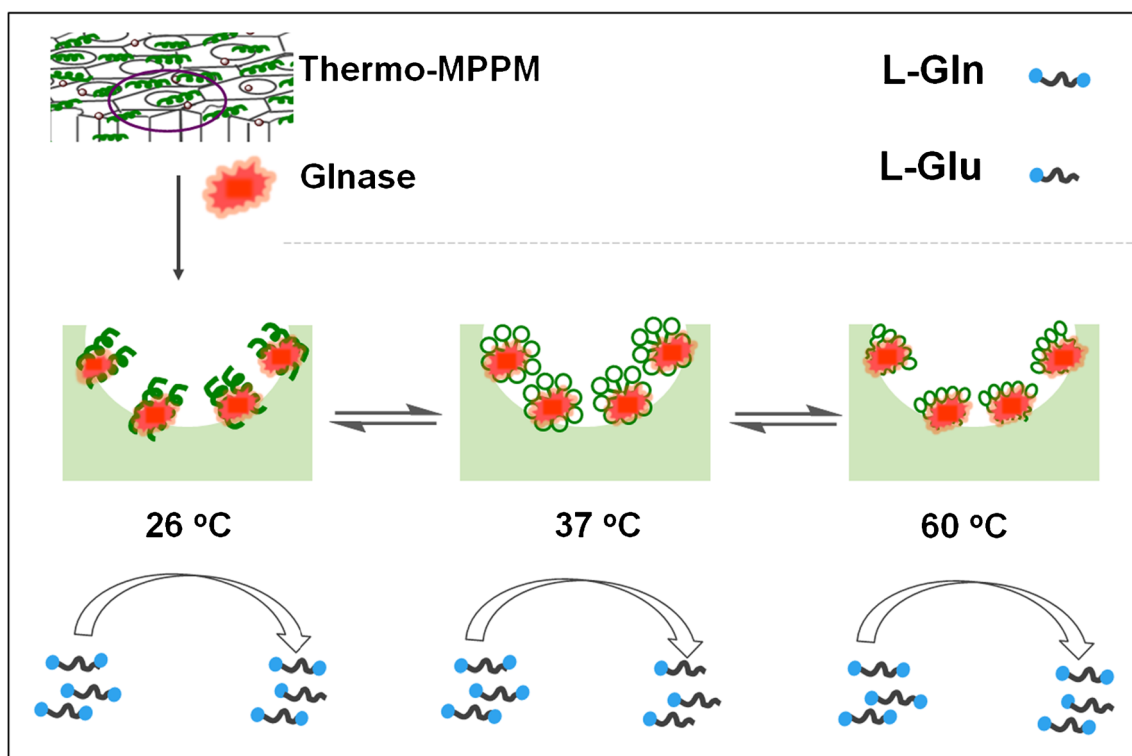 Thermo-MPPM
L-Gln
Glnase
L-Glu
26 ºC
37 ºC
60 ºC